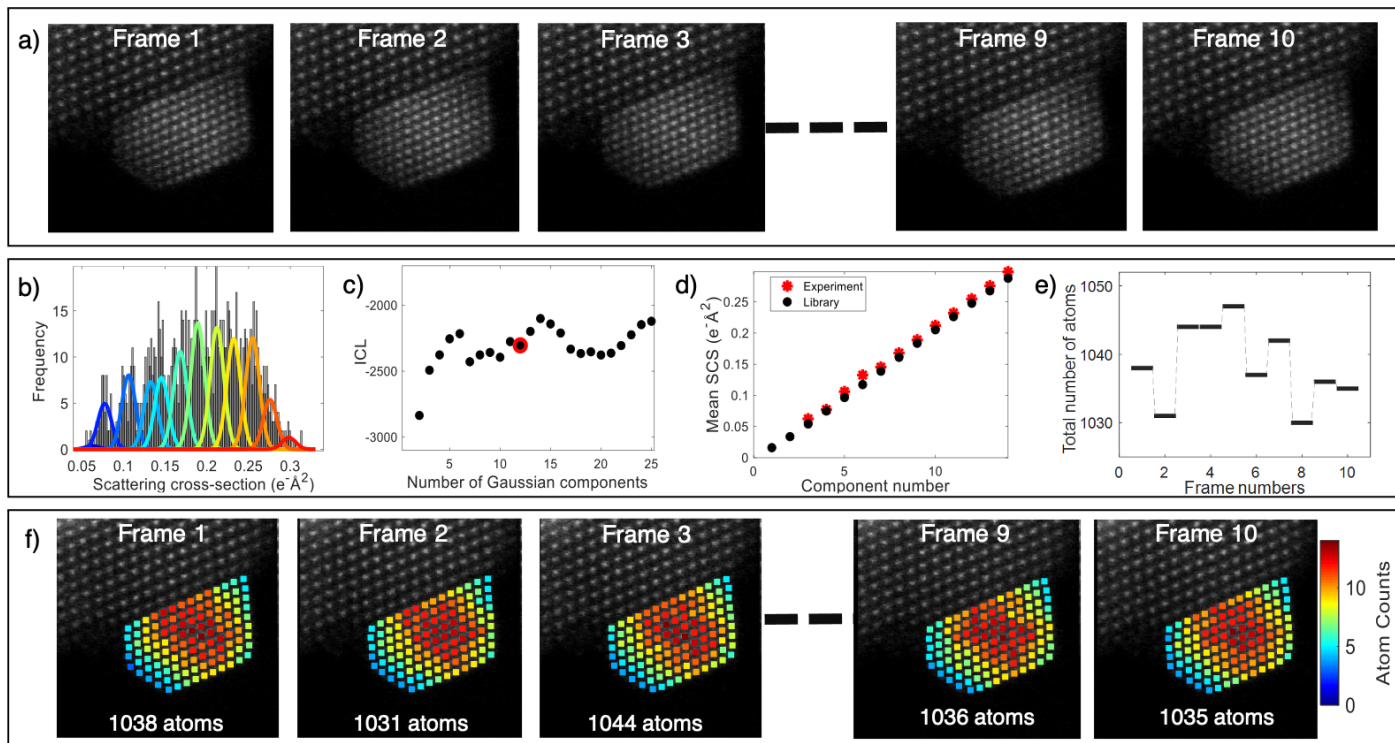 a)
Frame 1
Frame 2
Frame 3
Frame 9
Frame 10
b)
Frequency
15
10
5
0
0.05 0.1 0.15 0.2 0.25 0.3
Scattering cross-section (e⁻Å²)
c)
ICL
-2000
-2500
-3000
5 10 15 20 25
Number of Gaussian components
d)
Mean SCS (e⁻Å²)
0.25
0.2
0.15
0.1
0.05
0
Experiment
Library
5 10
Component number
e)
Total number of atoms
1050
1040
1030
0 2 4 6 8 10
Frame numbers
f)
Frame 1
Frame 2
Frame 3
Frame 9
Frame 10
1038 atoms
1031 atoms
1044 atoms
1036 atoms
1035 atoms
10
5
0
Atom Counts